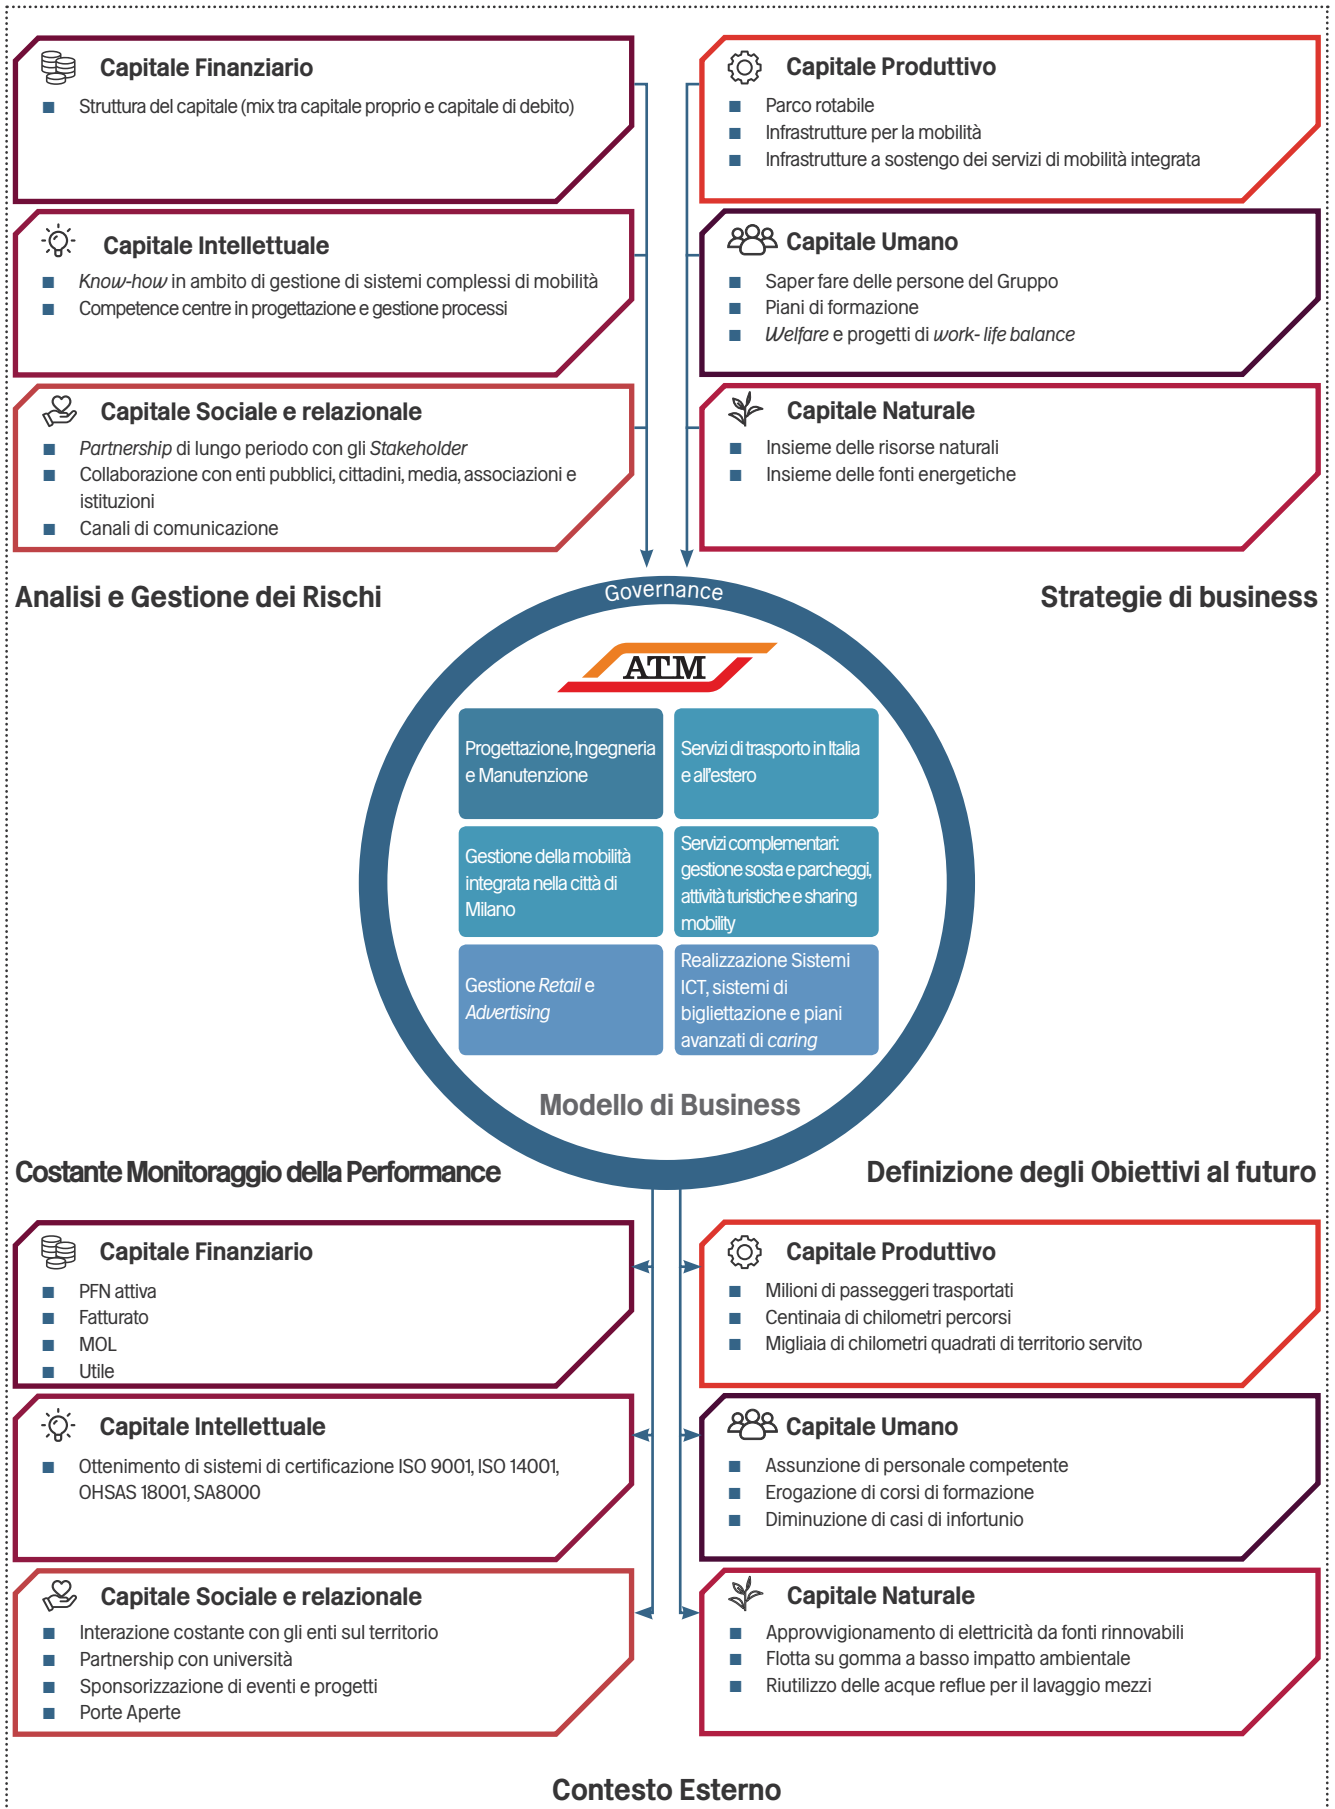 Capitale Finanziario
Struttura del capitale (mix tra capitale proprio e capitale di debito)
Capitale Produttivo
Parco rotabile
Infrastrutture per la mobilità
Infrastrutture a sostengo dei servizi di mobilità integrata
Capitale Intellettuale
Know-how in ambito di gestione di sistemi complessi di mobilità
Competence centre in progettazione e gestione processi
Capitale Umano
Saper fare delle persone del Gruppo
Piani di formazione
Welfare e progetti di work- life balance
Capitale Sociale e relazionale
Partnership di lungo periodo con gli Stakeholder
Collaborazione con enti pubblici, cittadini, media, associazioni e
istituzioni
Canali di comunicazione
Capitale Naturale
Insieme delle risorse naturali
Insieme delle fonti energetiche
Analisi e Gestione dei Rischi
Strategie di business
Governance
ATM
Progettazione, Ingegneria
e Manutenzione
Servizi di trasporto in Italia
e all'estero
Gestione della mobilità
integrata nella città di
Milano
Servizi complementari:
gestione sosta e parcheggi,
attività turistiche e sharing
mobility
Gestione Retail e
Advertising
Realizzazione Sistemi
ICT, sistemi di
bigliettazione e piani
avanzati di caring
Modello di Business
Costante Monitoraggio della Performance
Definizione degli Obiettivi al futuro
Capitale Finanziario
PFN attiva
Fatturato
MOL
Utile
Capitale Produttivo
Milioni di passeggeri trasportati
Centinaia di chilometri percorsi
Migliaia di chilometri quadrati di territorio servito
Capitale Intellettuale
Ottenimento di sistemi di certificazione ISO 9001, ISO 14001,
OHSAS 18001, SA8000
Capitale Umano
Assunzione di personale competente
Erogazione di corsi di formazione
Diminuzione di casi di infortunio
Capitale Sociale e relazionale
Interazione costante con gli enti sul territorio
Partnership con università
Sponsorizzazione di eventi e progetti
Porte Aperte
Capitale Naturale
Approvvigionamento di elettricità da fonti rinnovabili
Flotta su gomma a basso impatto ambientale
Riutilizzo delle acque reflue per il lavaggio mezzi
Contesto Esterno